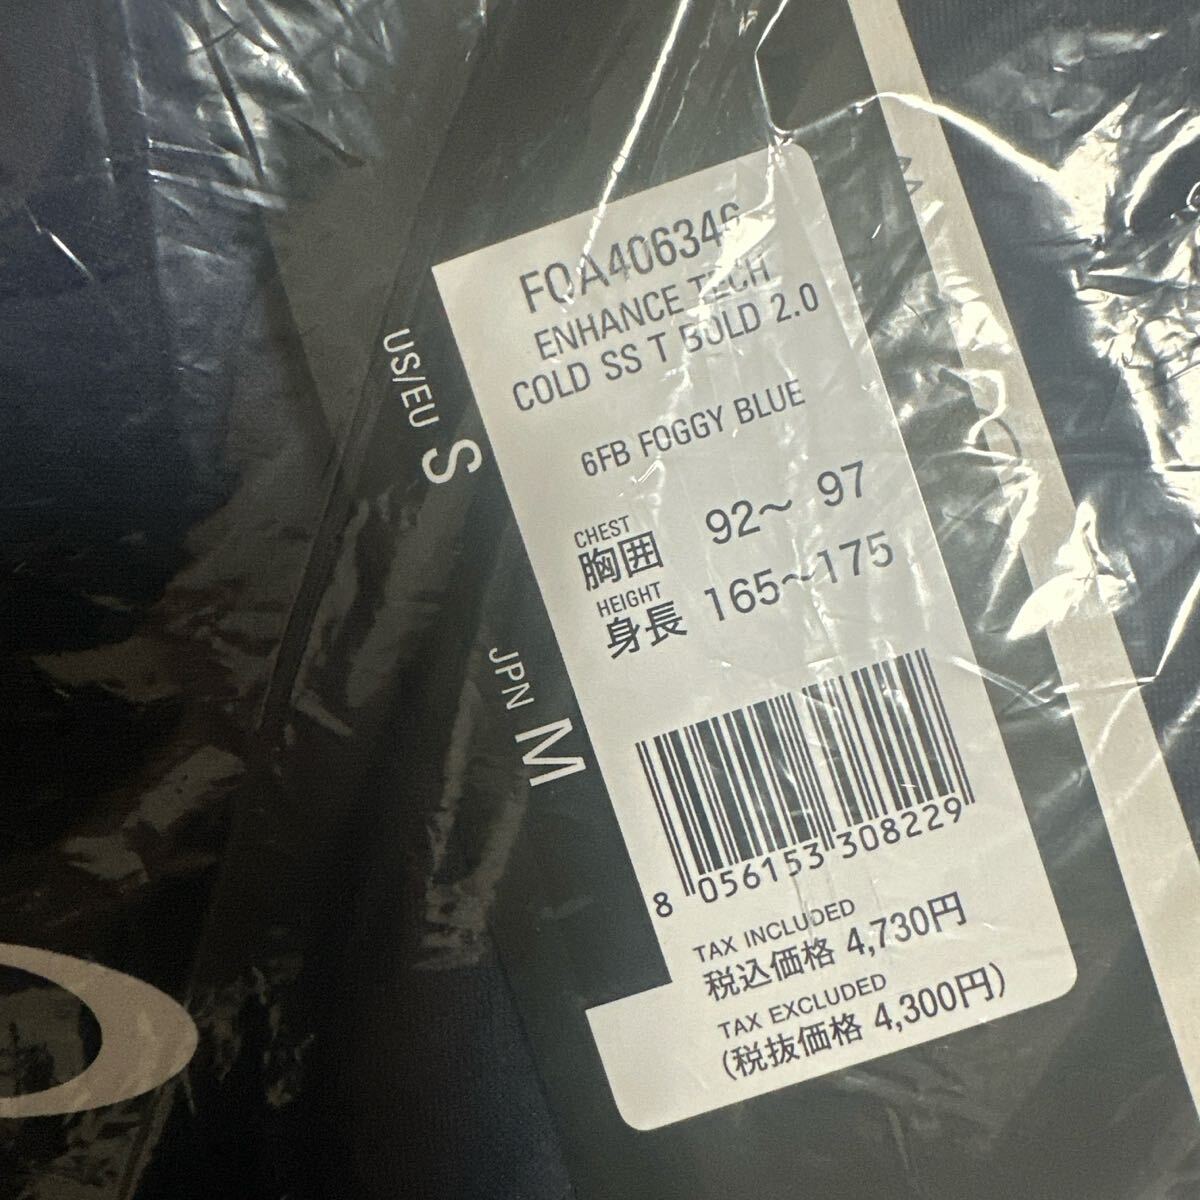 FOA406346
ENHANCE TECH
COLD SS T BOLD 2.0
6FB FOGGY BLUE
US/EU S
CHEST
胸囲 92～ 97
HEIGHT
身長 165～175
JPN M
8 056153 308229
TAX INCLUDED
税込価格 4,730円
TAX EXCLUDED
(税抜価格 4,300円)